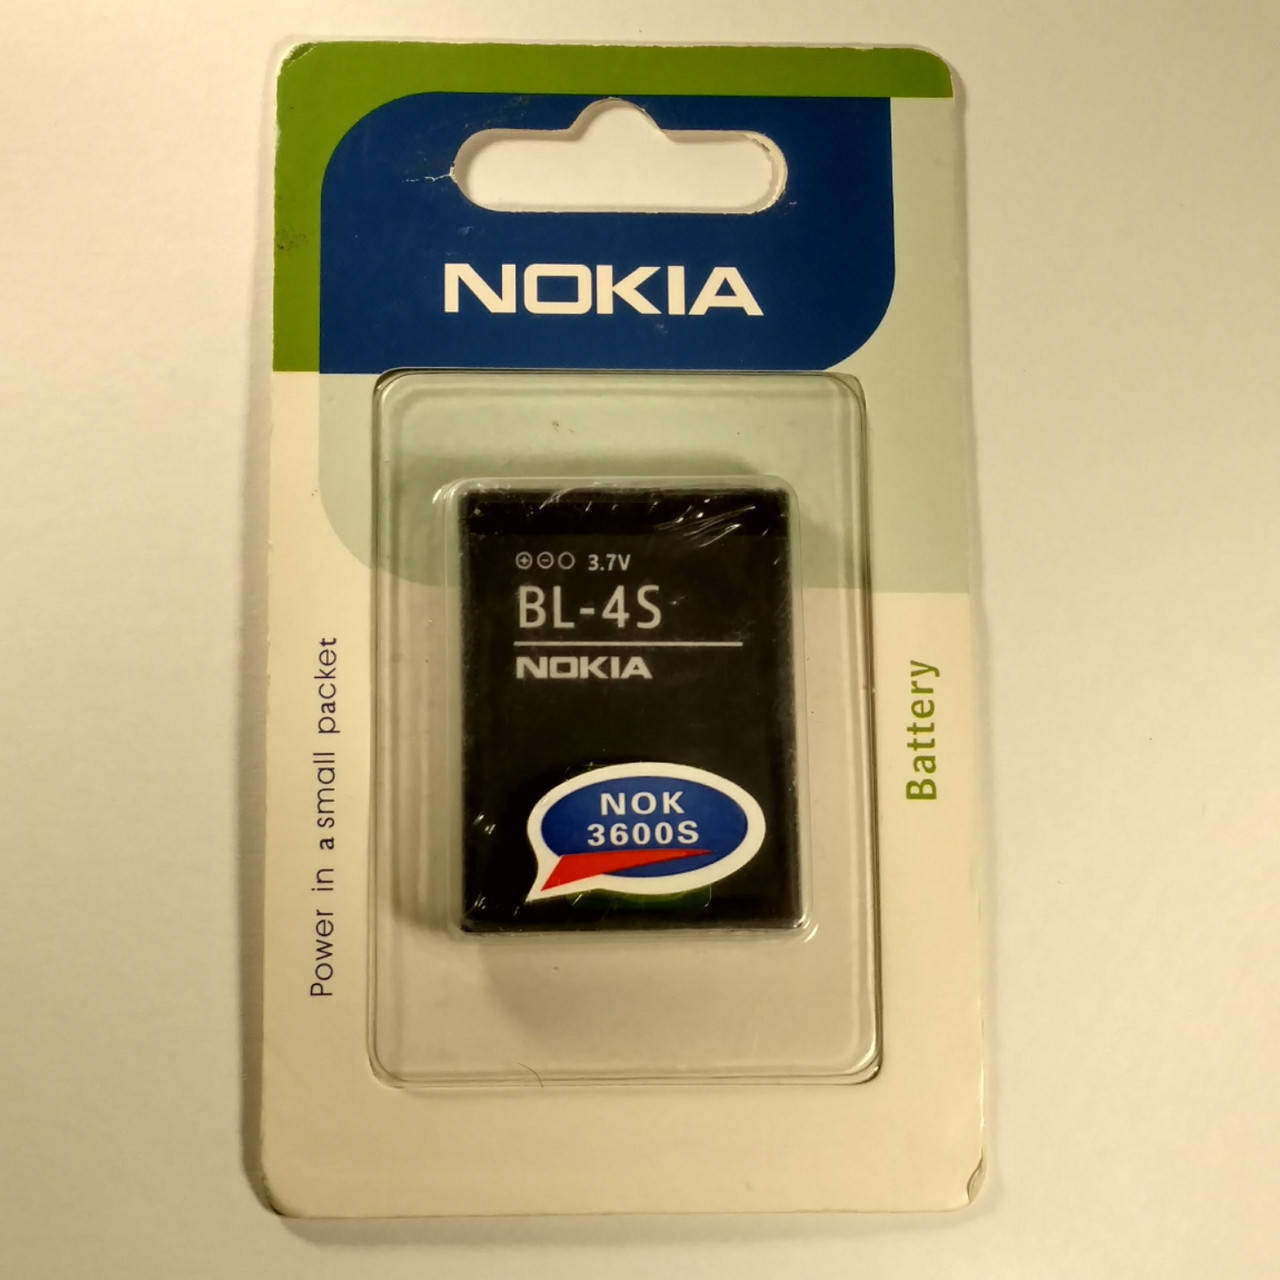 NOKIA
3.7V
BL-4S
NOKIA
NOK
3600S
Power in a small packet
Battery